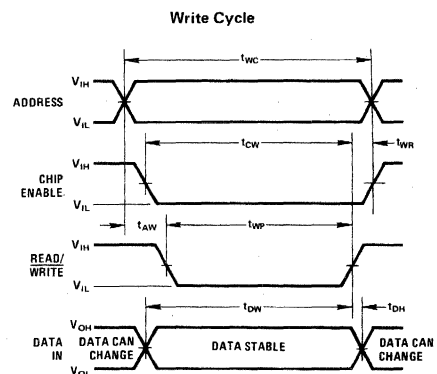 Write Cycle
tWC
VIH
ADDRESS
VIL
tCW
tWR
VIH
CHIP
ENABLE
VIL
tAW
tWP
VIH
READ/
WRITE
VIL
tDW
tDH
VOH
DATA
IN
DATA CAN
CHANGE
DATA STABLE
DATA CAN
CHANGE
VOL